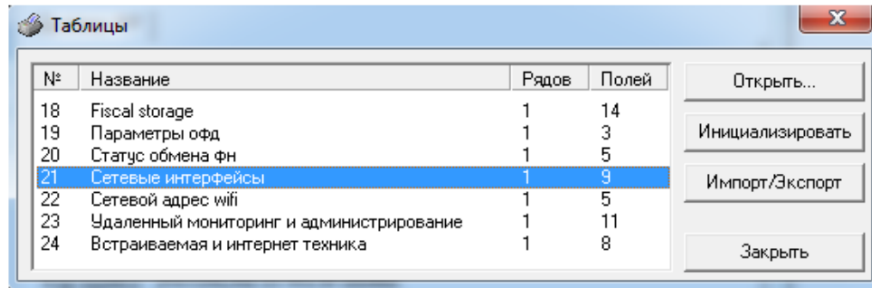 Таблицы
№ Название Рядов Полей
18 Fiscal storage 1 14
19 Параметры офд 1 3
20 Статус обмена фн 1 5
21 Сетевые интерфейсы 1 9
22 Сетевой адрес wifi 1 5
23 Удаленный мониторинг и администрирование 1 11
24 Встраиваемая и интернет техника 1 8
Открыть...
Инициализировать
Импорт/Экспорт
Закрыть